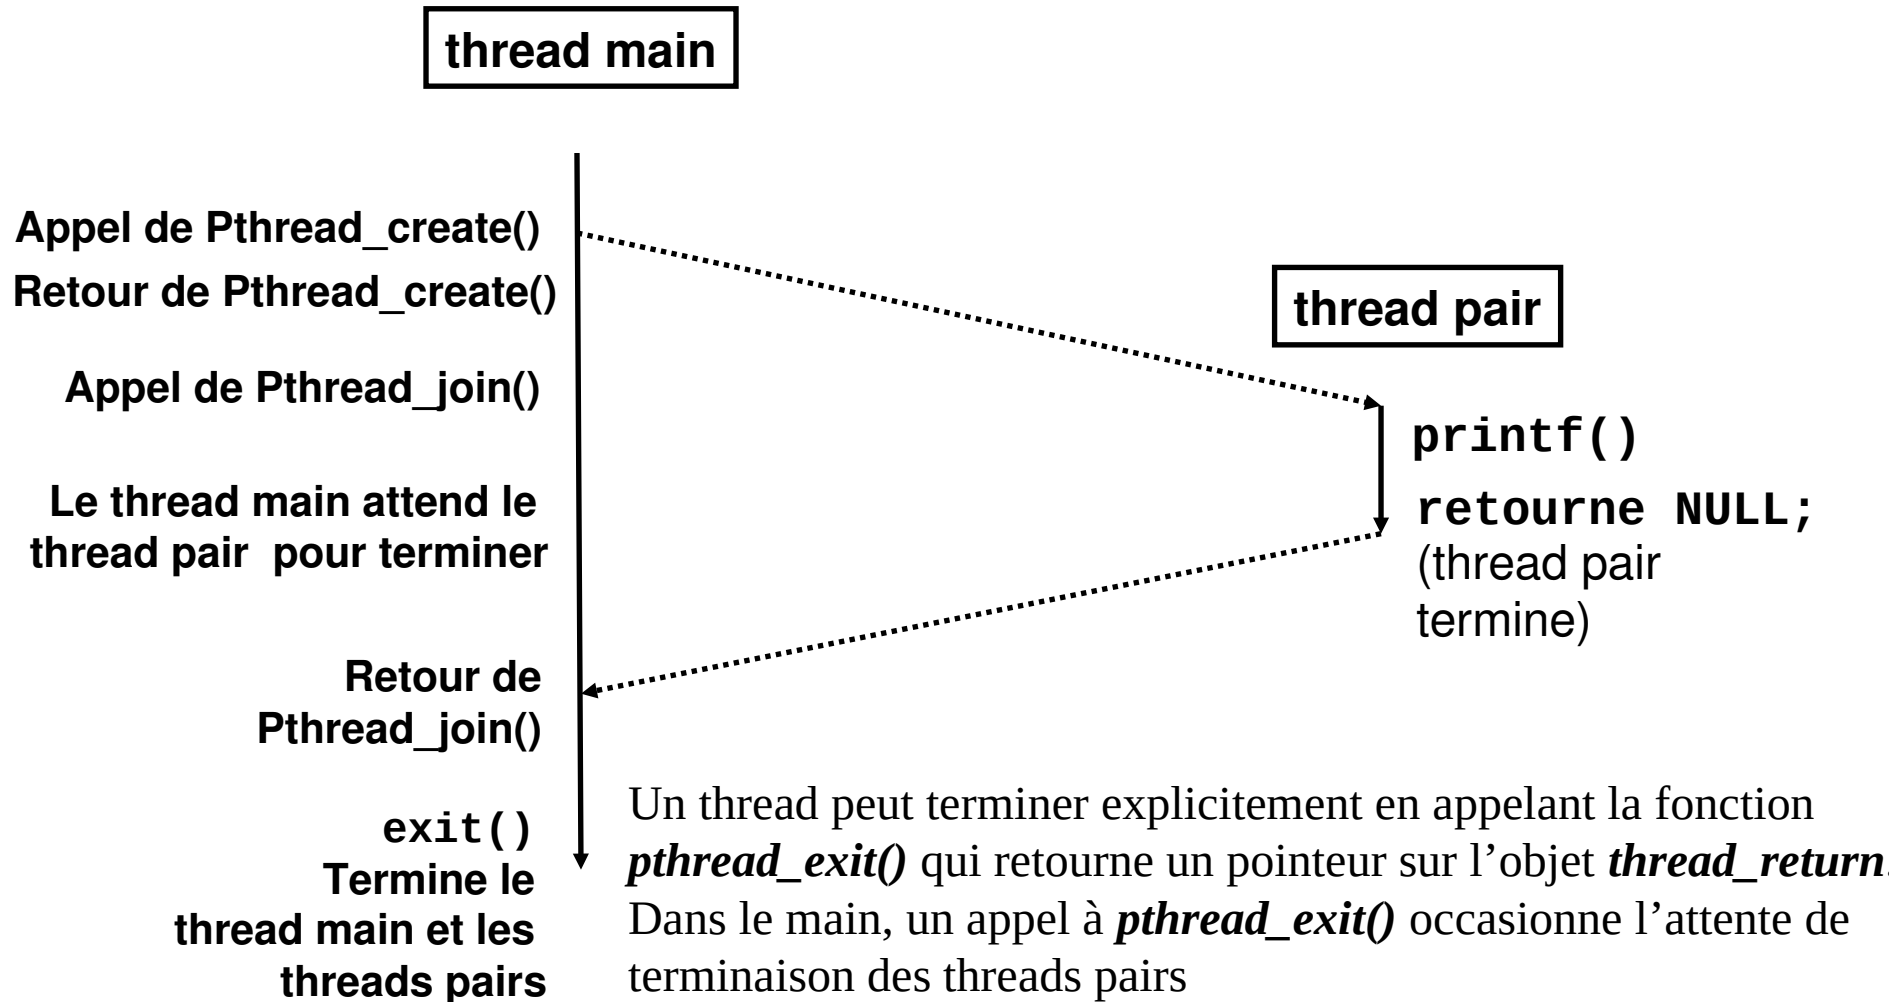 thread main
Appel de Pthread_create()
Retour de Pthread_create()
thread pair
Appel de Pthread_join()
printf()
Le thread main attend le
thread pair pour terminer
retourne NULL;
(thread pair
termine)
Retour de
Pthread_join()
exit()
Termine le
thread main et les
threads pairs
Un thread peut terminer explicitement en appelant la fonction
pthread_exit() qui retourne un pointeur sur l’objet thread_return.
Dans le main, un appel à pthread_exit() occasionne l’attente de
terminaison des threads pairs